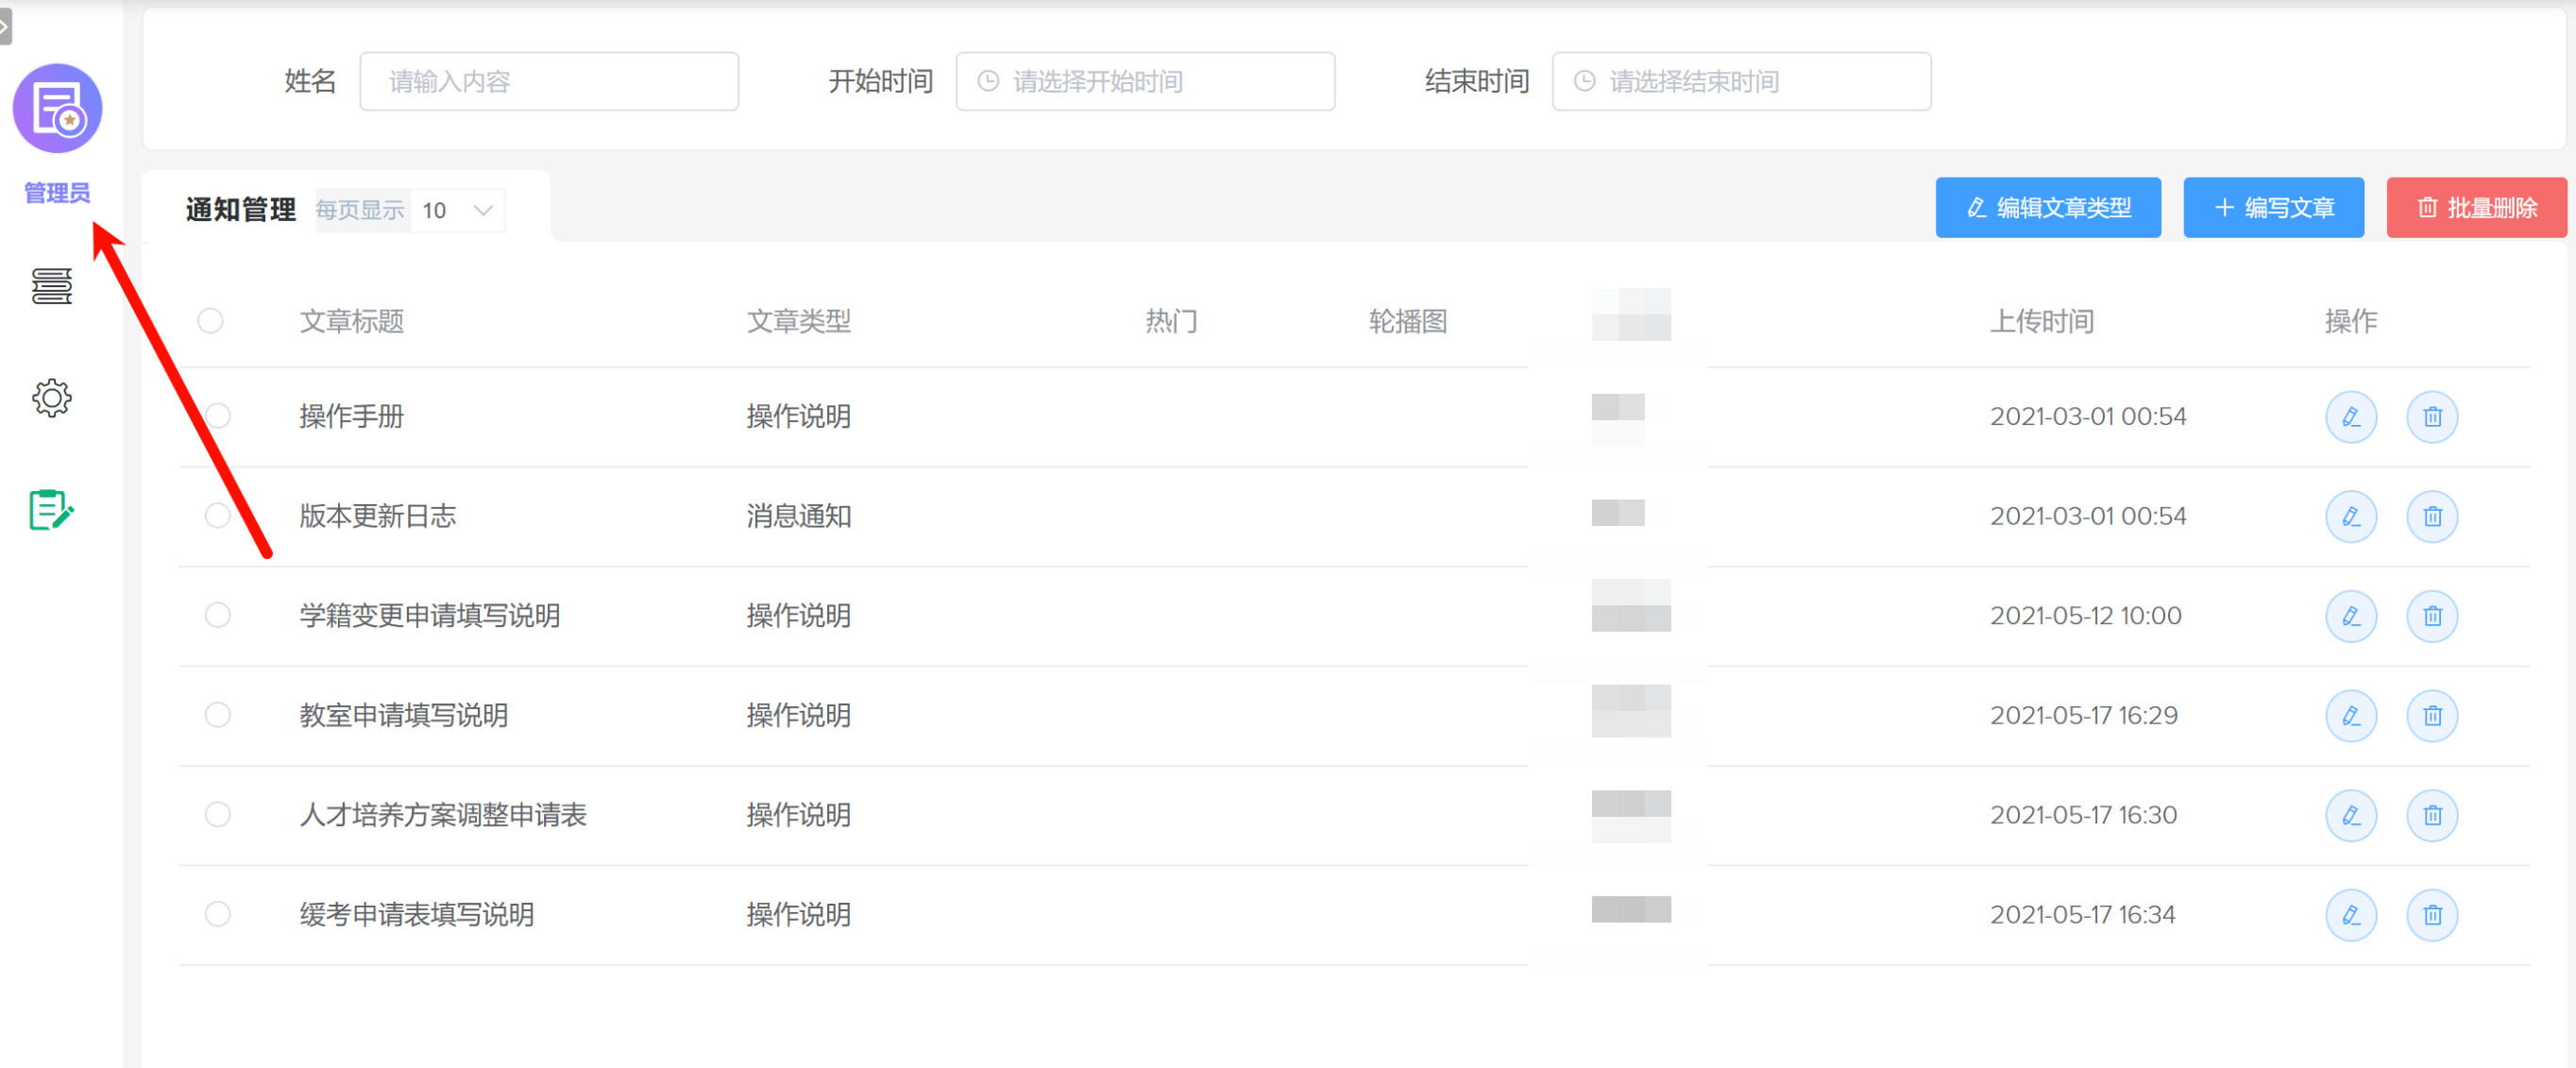 姓名 请输入内容 开始时间 请选择开始时间 结束时间 请选择结束时间
管理员
通知管理 每页显示 10 编辑文章类型 编写文章 批量删除
文章标题 文章类型 热门 轮播图 上传时间 操作
操作手册 操作说明 2021-03-01 00:54
版本更新日志 消息通知 2021-03-01 00:54
学籍变更申请填写说明 操作说明 2021-05-12 10:00
教室申请填写说明 操作说明 2021-05-17 16:29
人才培养方案调整申请表 操作说明 2021-05-17 16:30
缓考申请表填写说明 操作说明 2021-05-17 16:34